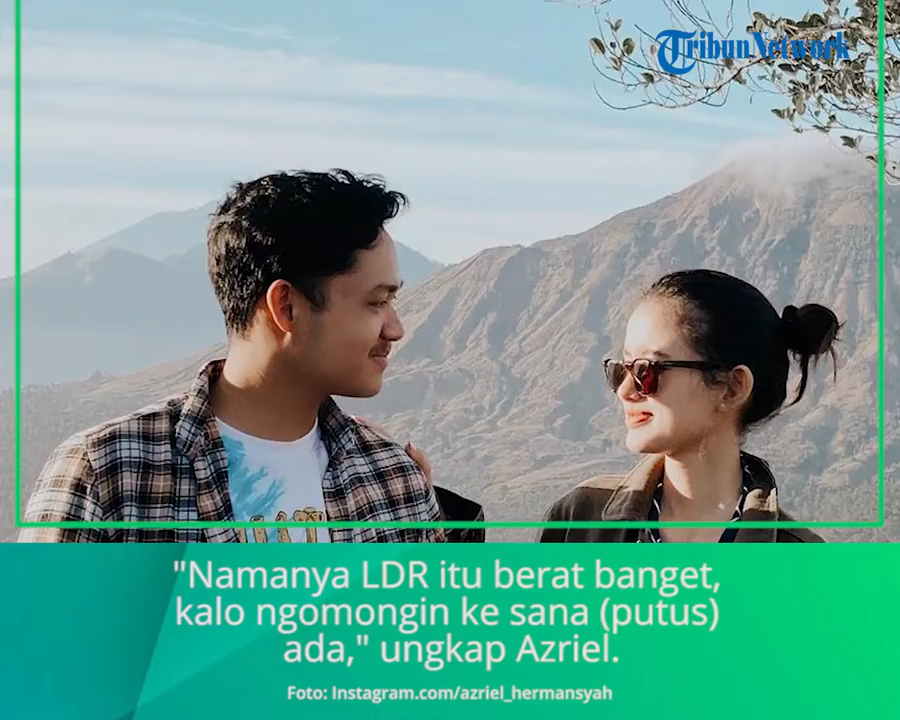 TribunNetwork
"Namanya LDR itu berat banget,
kalo ngomongin ke sana (putus)
ada," ungkap Azriel.
Foto: Instagram.com/azriel_hermansyah